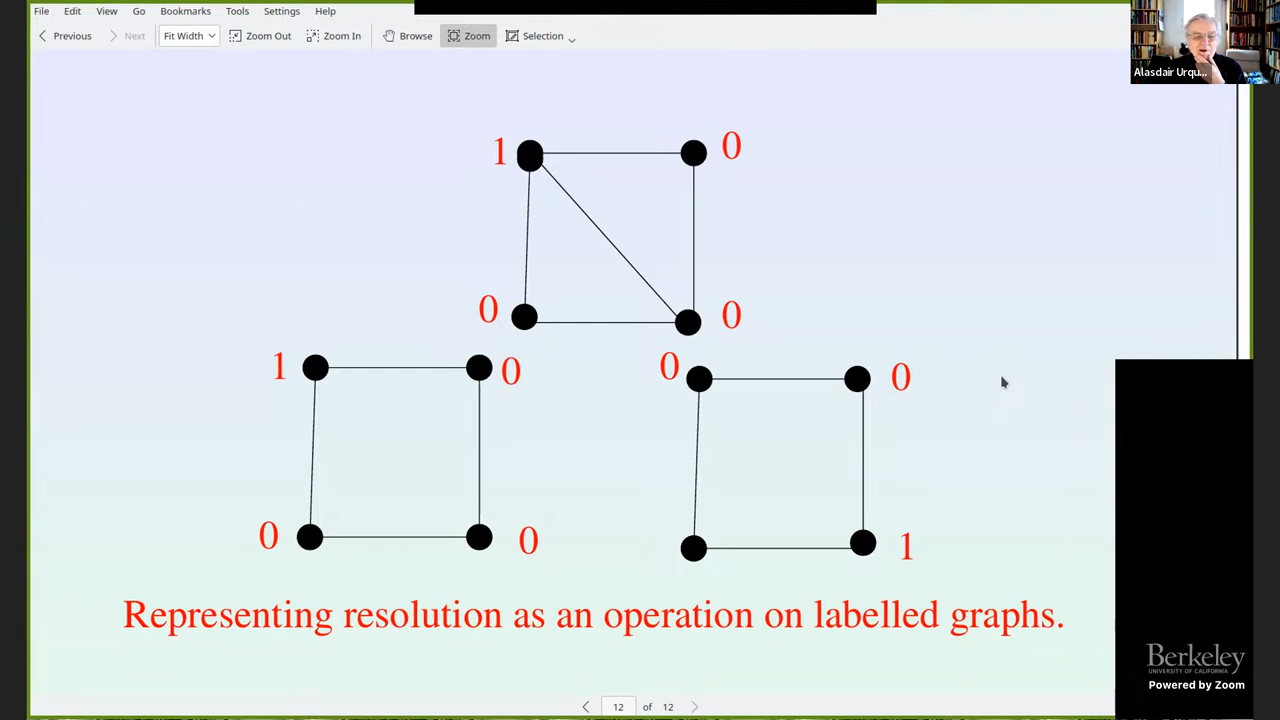 File Edit View Go Bookmarks Tools Settings Help
Previous Next Fit Width Zoom Out Zoom In Browse Zoom Selection
Alasdair Urqu...
1 0
0 0
1 0 0 0
0 0 1
Representing resolution as an operation on labelled graphs.
Berkeley
UNIVERSITY OF CALIFORNIA
Powered by Zoom
12 of 12